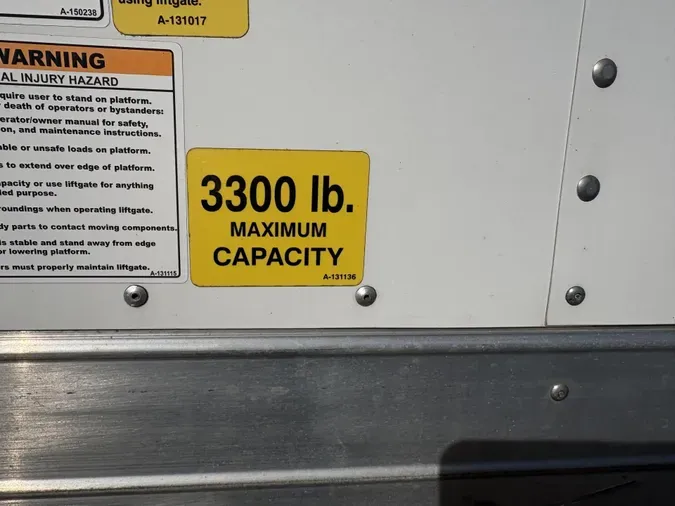 A-150238
using liftgate.
A-131017
WARNING
AL INJURY HAZARD
quire user to stand on platform.
death of operators or bystanders:
erator/owner manual for safety,
on, and maintenance instructions.
able or unsafe loads on platform.
s to extend over edge of platform.
pacity or use liftgate for anything
ded purpose.
roundings when operating liftgate.
dy parts to contact moving components.
is stable and stand away from edge
or lowering platform.
rs must properly maintain liftgate.
A-131115
3300 lb.
MAXIMUM
CAPACITY
A-131136